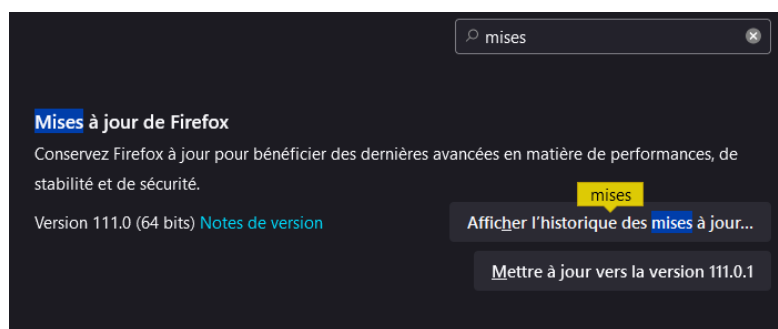 mises
Mises à jour de Firefox
Conservez Firefox à jour pour bénéficier des dernières avancées en matière de performances, de
stabilité et de sécurité.
mises
Version 111.0 (64 bits) Notes de version
Afficher l’historique des mises à jour...
Mettre à jour vers la version 111.0.1